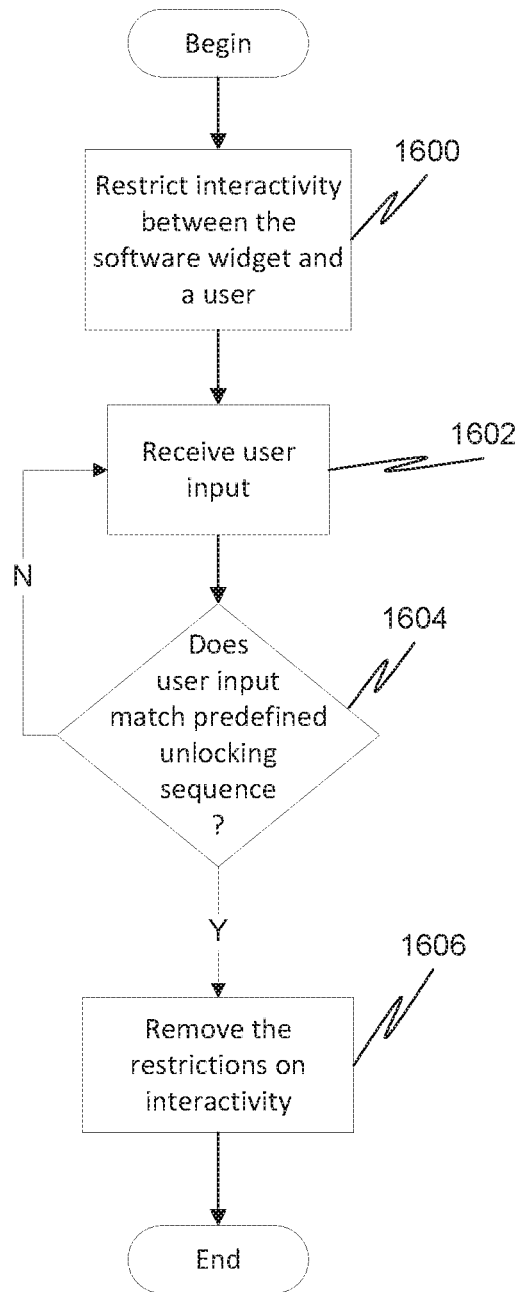 Begin
1600
Restrict interactivity
between the
software widget and
a user
1602
Receive user
input
N
1604
Does
user input
match predefined
unlocking
sequence
?
Y
1606
Remove the
restrictions on
interactivity
End